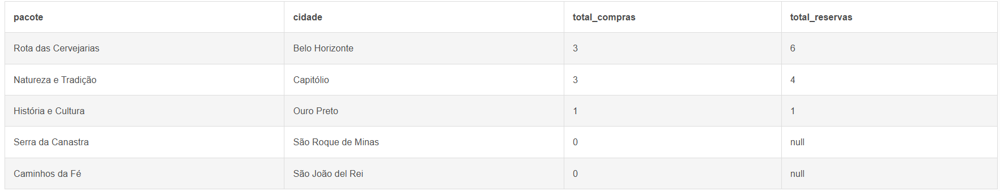 pacote cidade total_compras total_reservas
Rota das Cervejarias Belo Horizonte 3 6
Natureza e Tradição Capitólio 3 4
História e Cultura Ouro Preto 1 1
Serra da Canastra São Roque de Minas 0 null
Caminhos da Fé São João del Rei 0 null